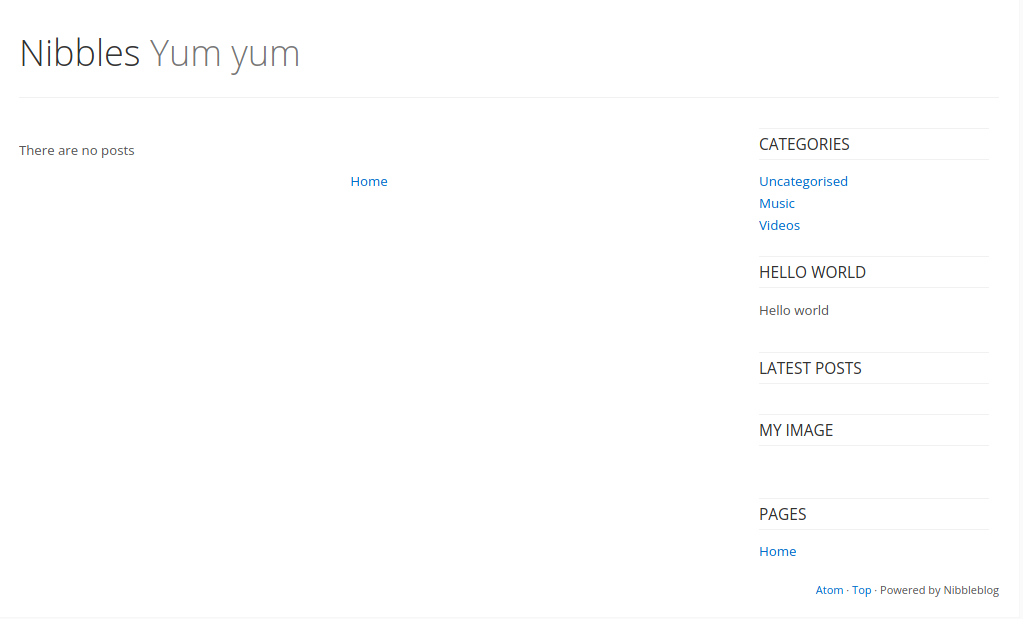 Nibbles Yum yum
There are no posts
Home
CATEGORIES
Uncategorised
Music
Videos
HELLO WORLD
Hello world
LATEST POSTS
MY IMAGE
PAGES
Home
Atom · Top · Powered by Nibbleblog